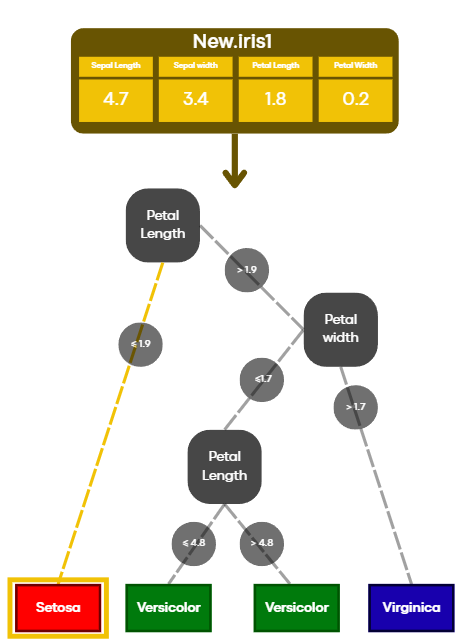 New.iris1
Sepal Length Sepal width Petal Length Petal Width
4.7 3.4 1.8 0.2
Petal
Length
> 1.9
Petal
width
≤ 1.9
≤1.7
> 1.7
Petal
Length
≤ 4.8 > 4.8
Setosa Versicolor Versicolor Virginica